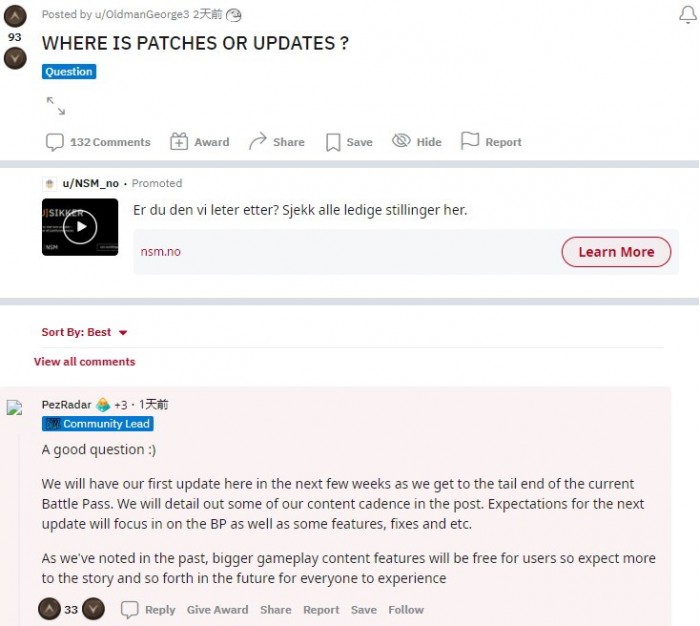 Posted by u/OldmanGeorge3 2天前
93
WHERE IS PATCHES OR UPDATES ?
Question
132 Comments Award Share Save Hide Report
u/NSM_no • Promoted
Er du den vi leter etter? Sjekk alle ledige stillinger her.
SIKKER
NSM
nsm.no
Learn More
Sort By: Best
View all comments
PezRadar +3 · 1天前
Community Lead
A good question :)
We will have our first update here in the next few weeks as we get to the tail end of the current
Battle Pass. We will detail out some of our content cadence in the post. Expectations for the next
update will focus in on the BP as well as some features, fixes and etc.
As we've noted in the past, bigger gameplay content features will be free for users so expect more
to the story and so forth in the future for everyone to experience
33 Reply Give Award Share Report Save Follow